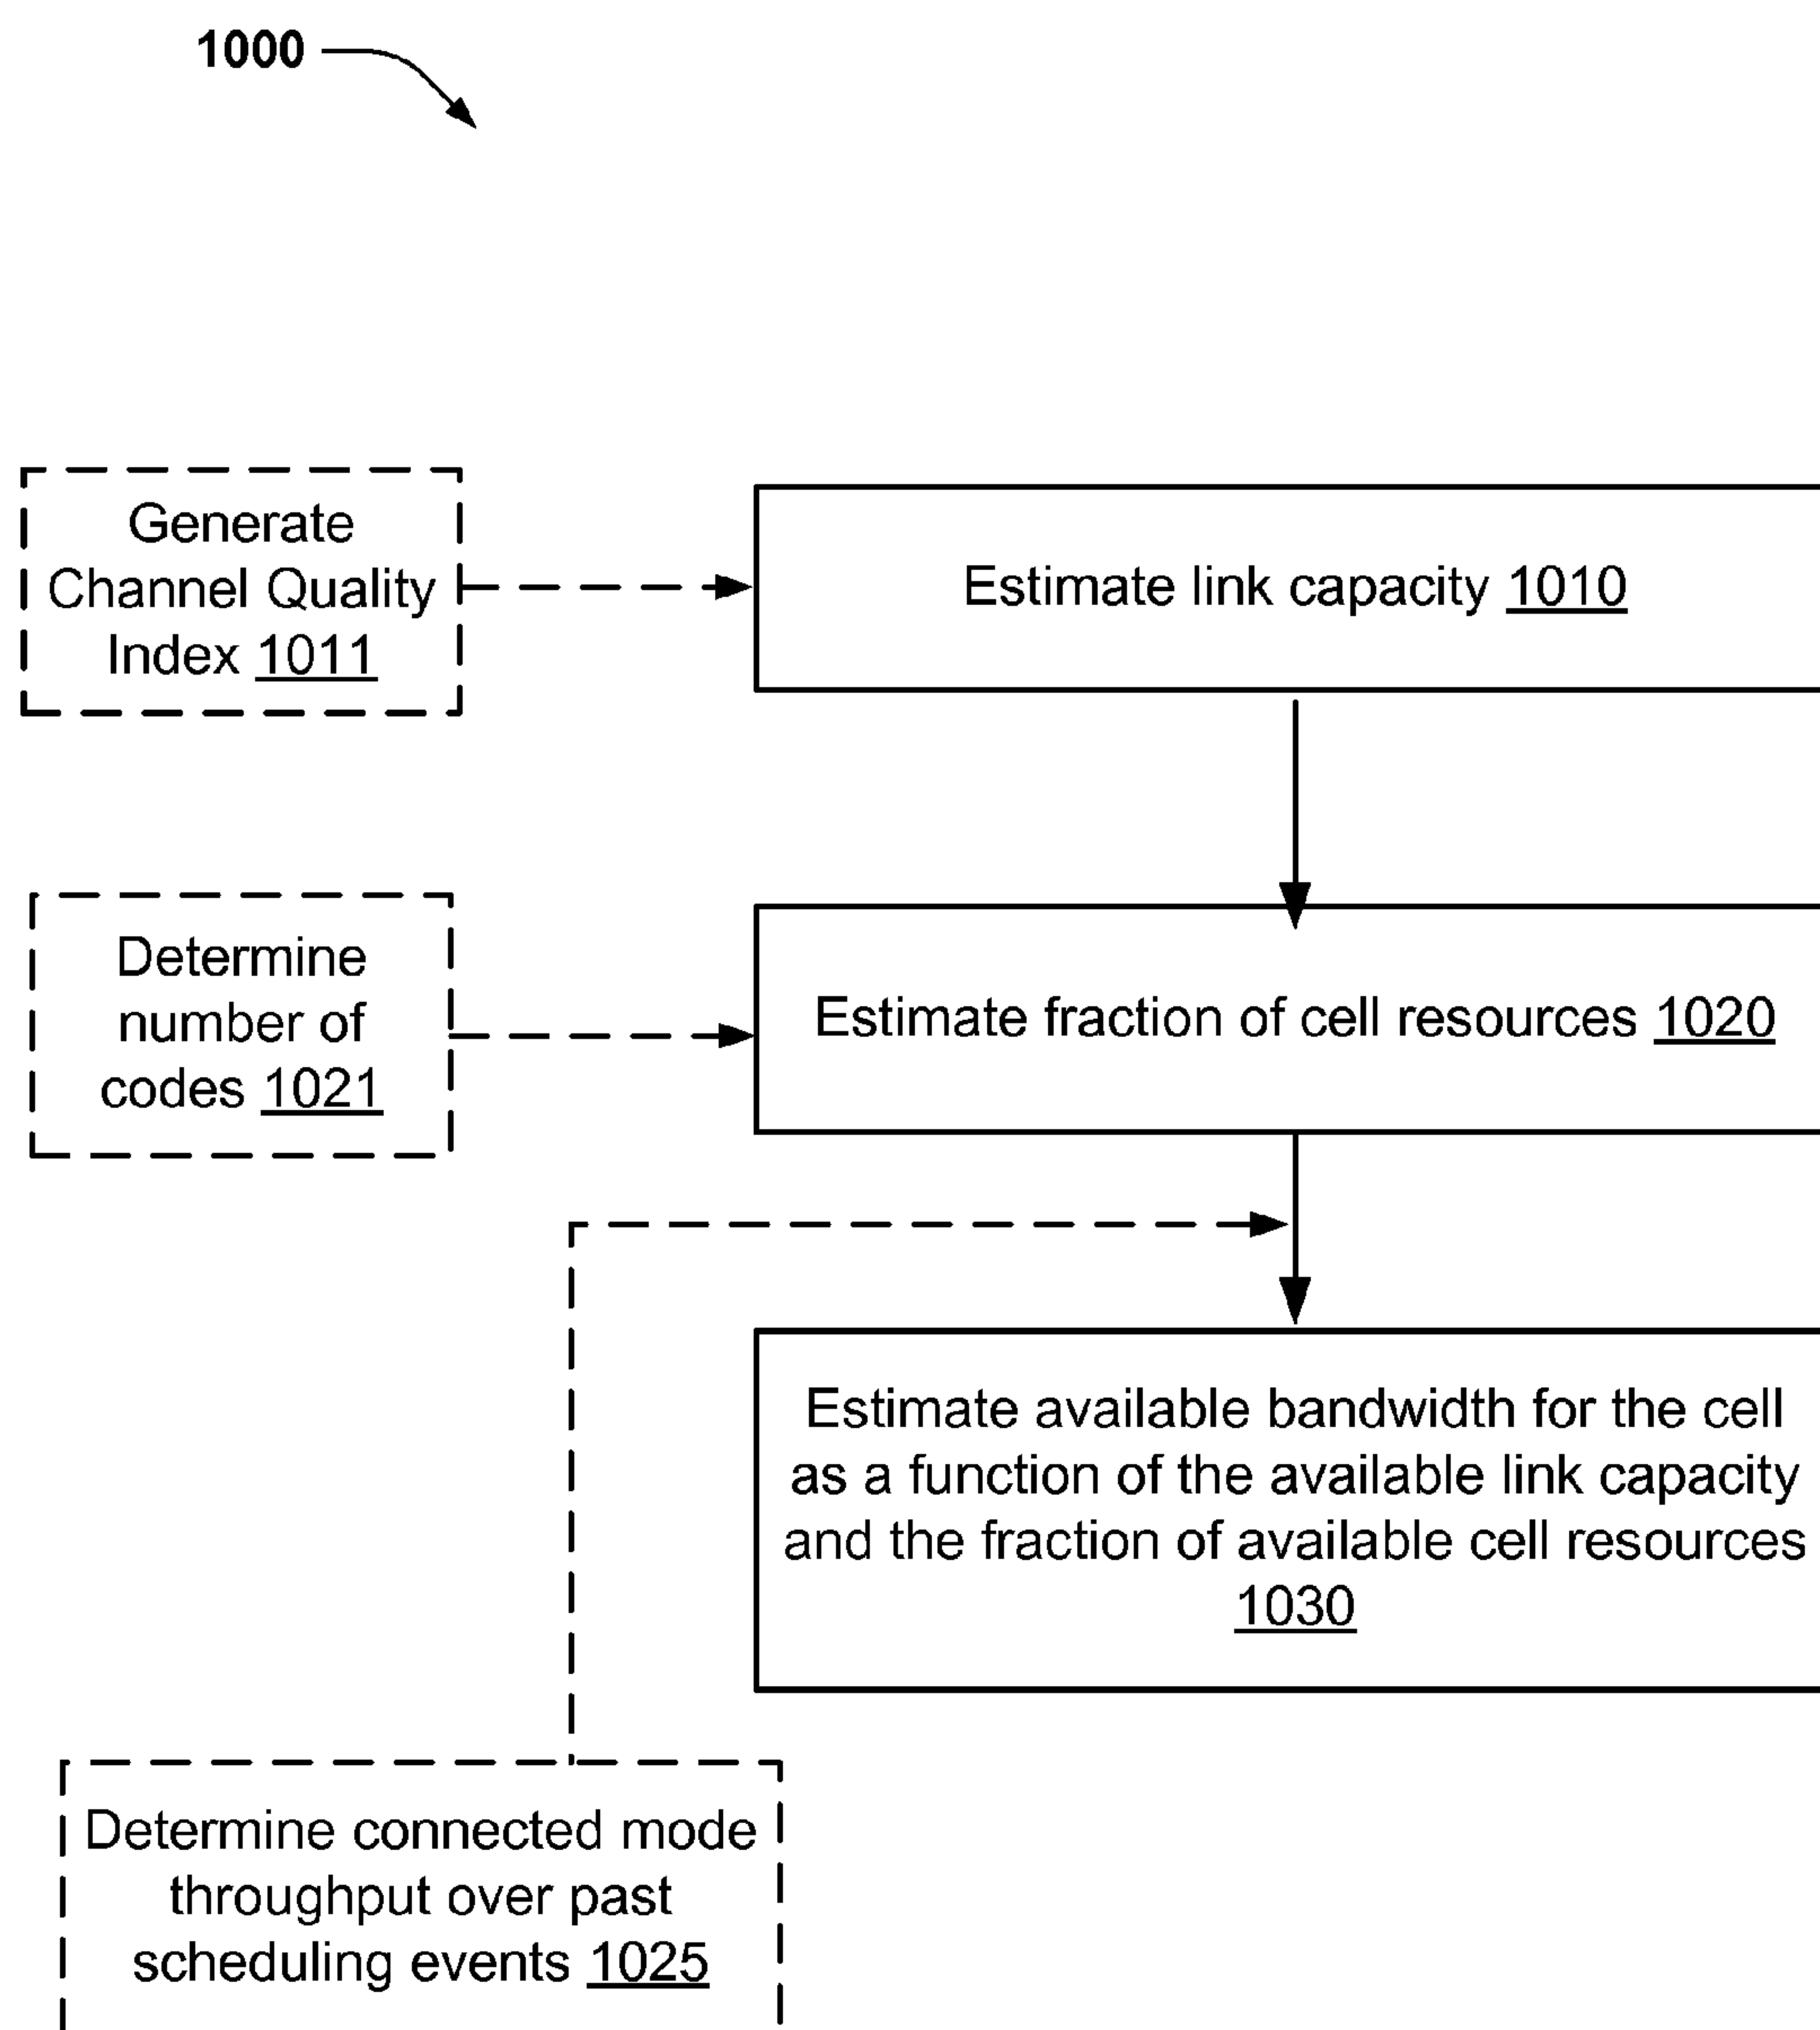 1000
Generate
Channel Quality
Index 1011
Estimate link capacity 1010
Determine
number of
codes 1021
Estimate fraction of cell resources 1020
Estimate available bandwidth for the cell
as a function of the available link capacity
and the fraction of available cell resources
1030
Determine connected mode
throughput over past
scheduling events 1025